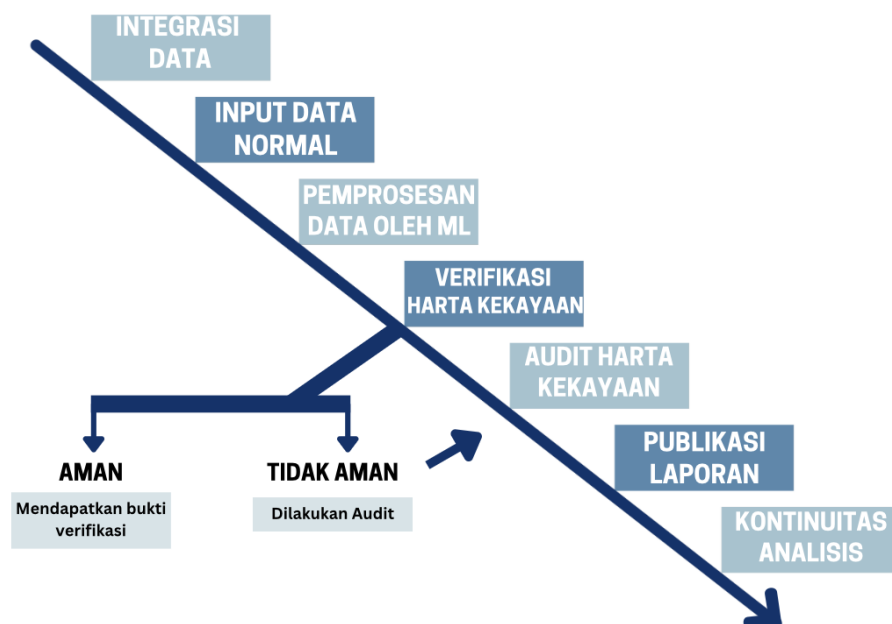 INTEGRASI
DATA
INPUT DATA
NORMAL
PEMPROSESAN
DATA OLEH ML
VERIFIKASI
HARTA KEKAYAAN
AUDIT HARTA
KEKAYAAN
PUBLIKASI
LAPORAN
KONTINUITAS
ANALISIS
AMAN
Mendapatkan bukti
verifikasi
TIDAK AMAN
Dilakukan Audit